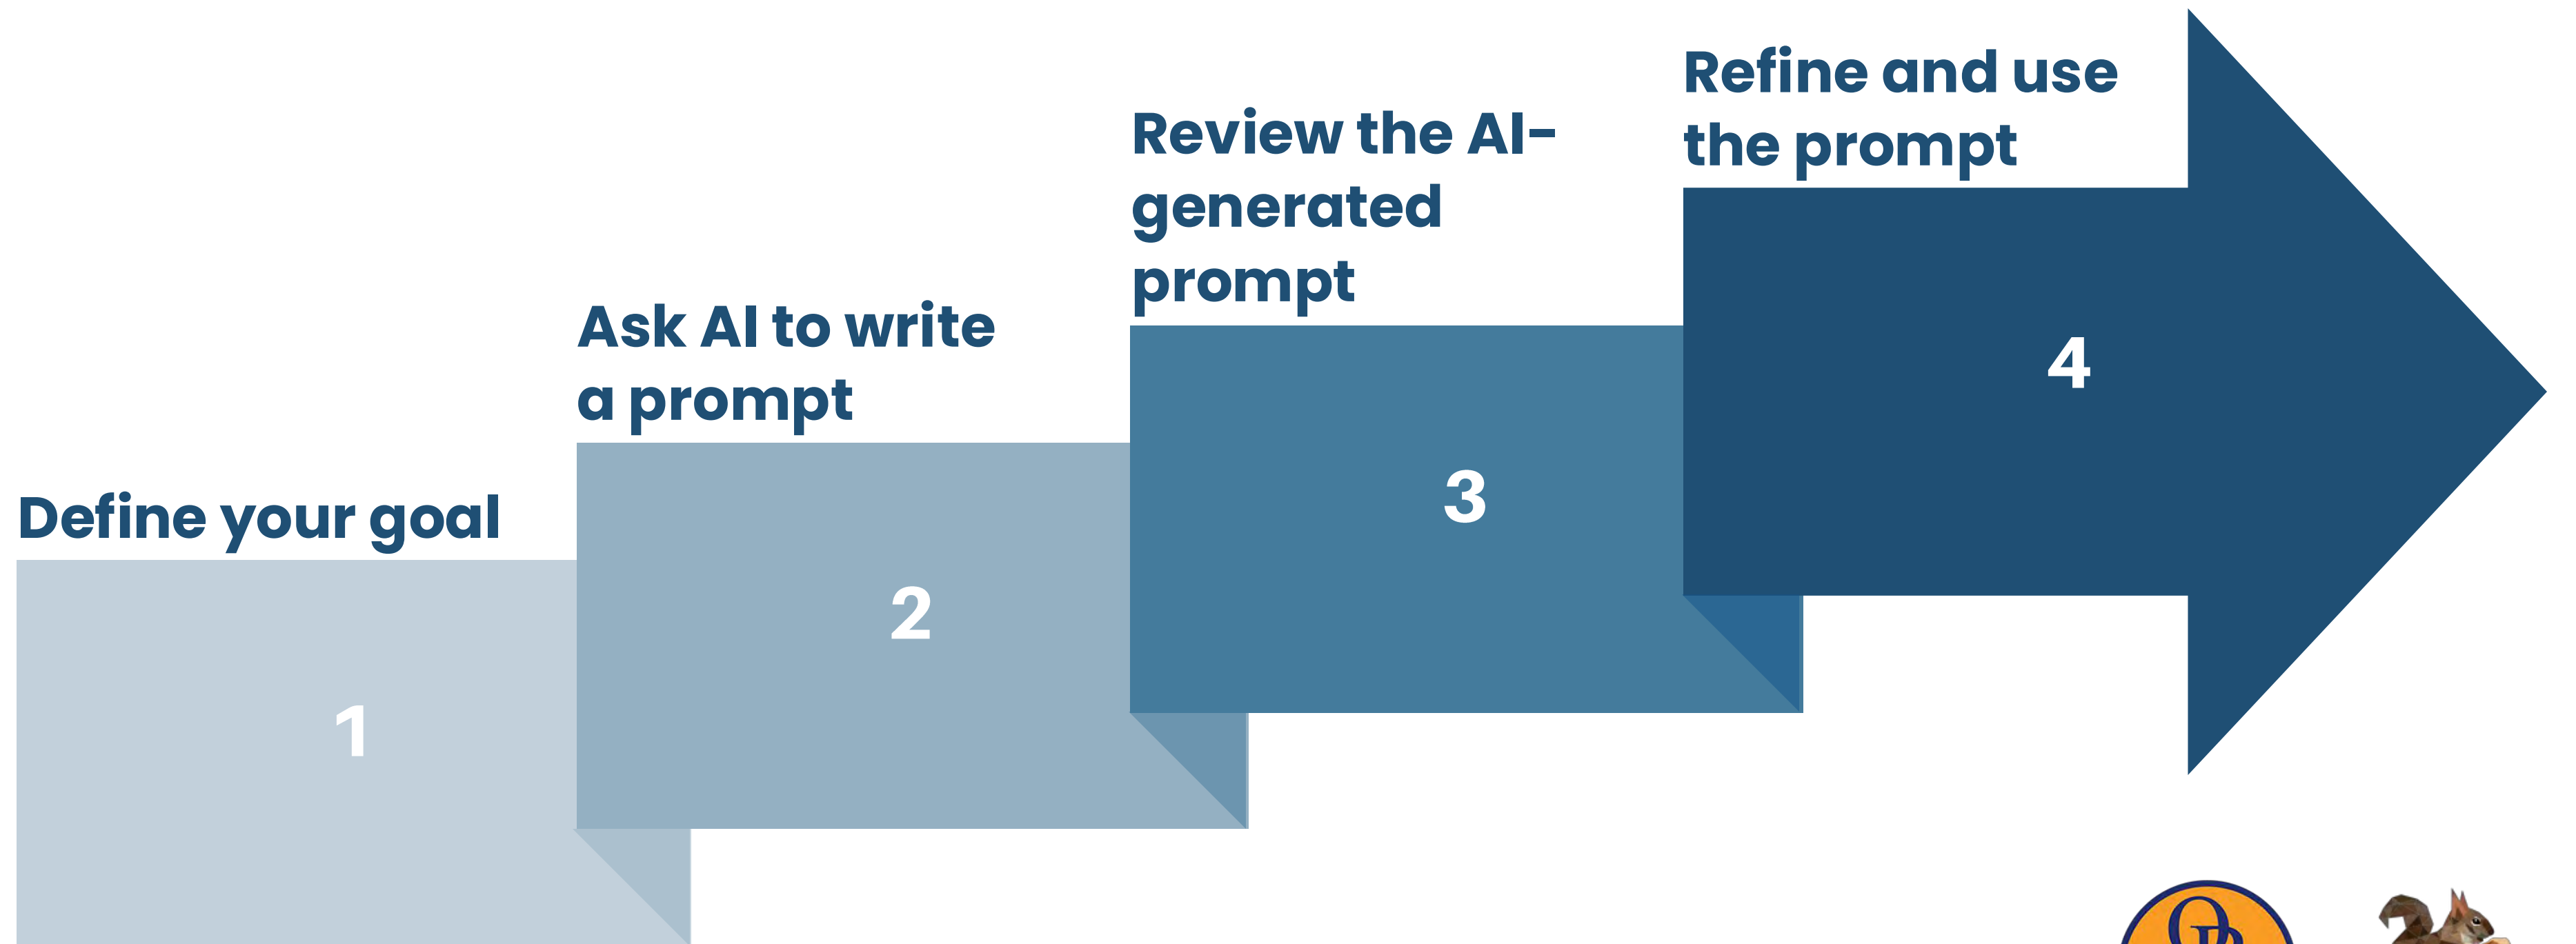 Define your goal
1
Ask AI to write
a prompt
2
Review the AI-
generated
prompt
3
Refine and use
the prompt
4